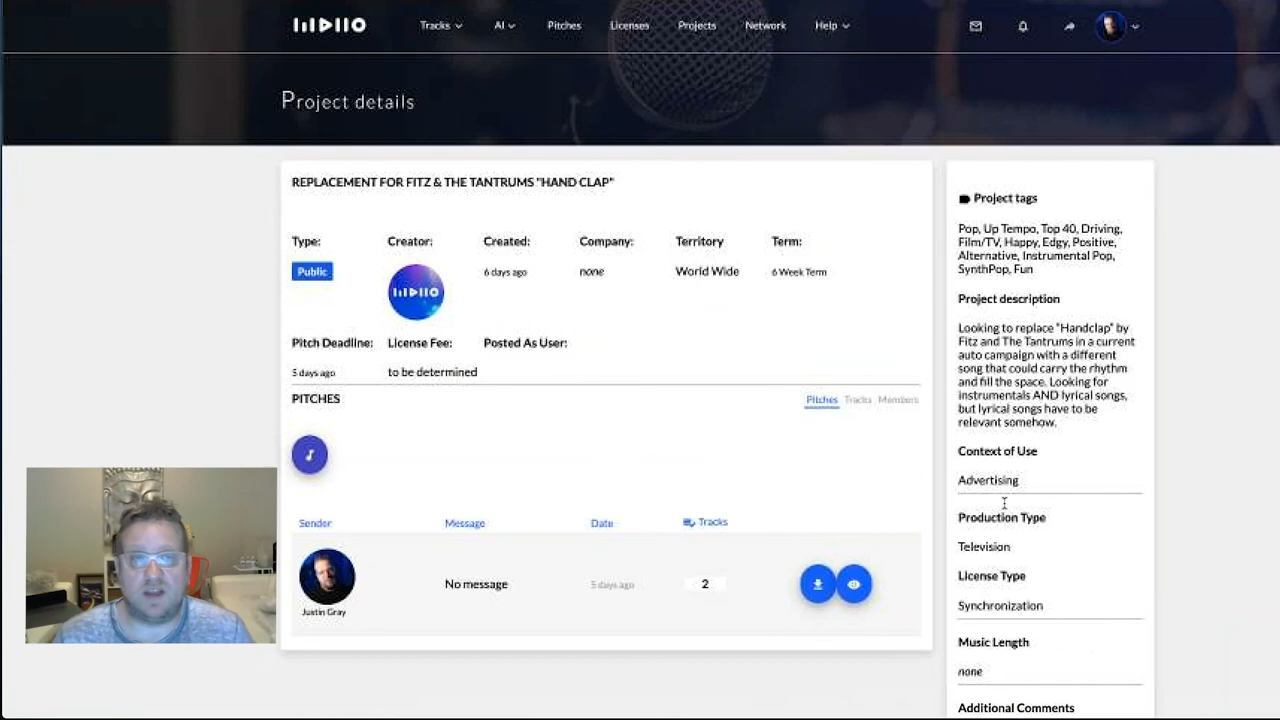 Tracks
AI
Pitches
Licenses
Projects
Network
Help
Project details
REPLACEMENT FOR FITZ & THE TANTRUMS "HAND CLAP"
Type:
Creator:
Created:
Company:
Territory
Term:
Public
6 days ago
none
World Wide
6 Week Term
Pitch Deadline:
License Fee:
Posted As User:
5 days ago
to be determined
PITCHES
Pitches
Tracks
Members
Sender
Message
Date
Tracks
Justin Gray
No message
5 days ago
2
Project tags
Pop, Up Tempo, Top 40, Driving,
Film/TV, Happy, Edgy, Positive,
Alternative, Instrumental Pop,
SynthPop, Fun
Project description
Looking to replace "Handclap" by
Fitz and The Tantrums in a current
auto campaign with a different
song that could carry the rhythm
and fill the space. Looking for
instrumentals AND lyrical songs,
but lyrical songs have to be
relevant somehow.
Context of Use
Advertising
Production Type
Television
License Type
Synchronization
Music Length
none
Additional Comments